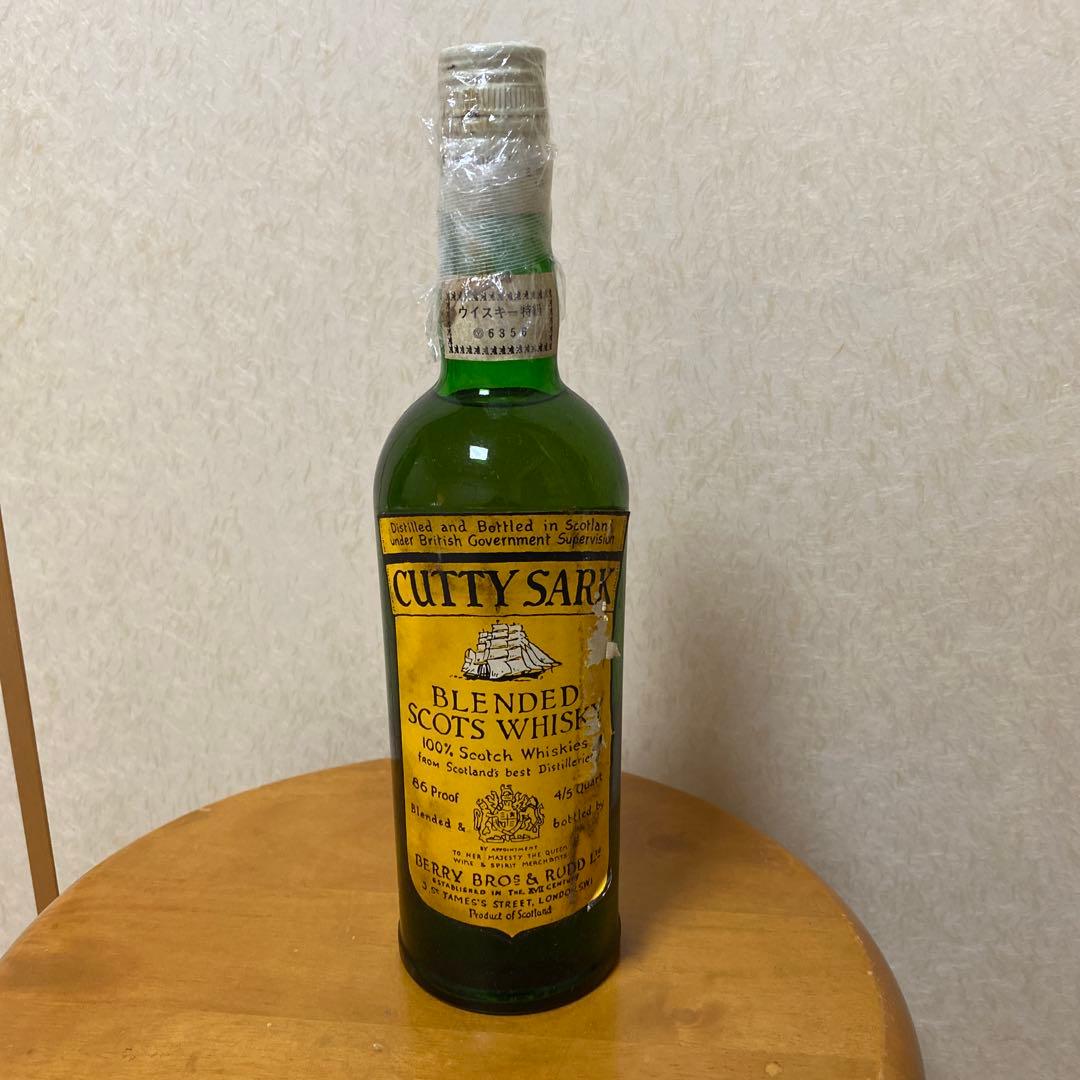 ウイスキー特級
Ⓥ6356
Distilled and Bottled in Scotland
under British Government Supervision
CUTTY SARK
BLENDED
SCOTS WHISKY
100% Scotch Whiskies
FROM Scotland's best Distilleries
86 Proof 4/5 Quart
Blended & bottled by
BY APPOINTMENT
TO HER MAJESTY THE QUEEN
WINE & SPIRIT MERCHANTS
BERRY BROS & RUDD LTD
ESTABLISHED IN THE XVII CENTURY
3, ST JAMES'S STREET, LONDON, SW1
Product of Scotland